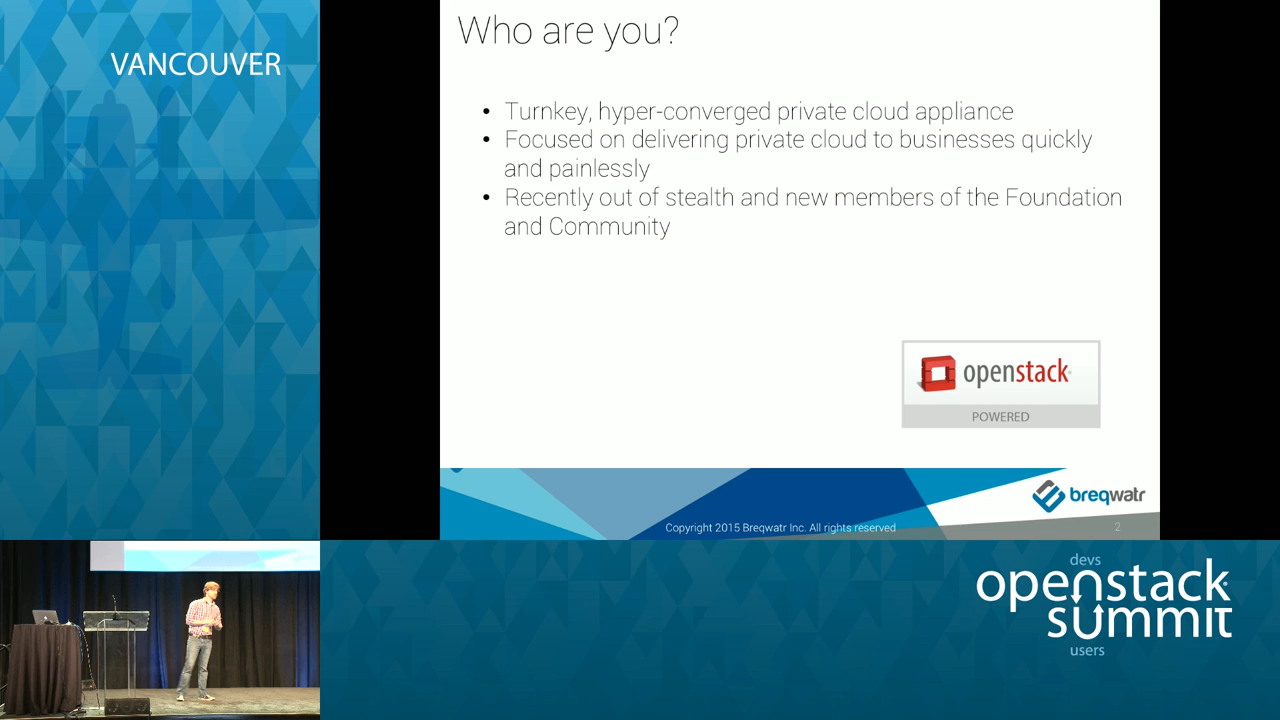 VANCOUVER
Who are you?
• Turnkey, hyper-converged private cloud appliance
• Focused on delivering private cloud to businesses quickly
and painlessly
• Recently out of stealth and new members of the Foundation
and Community
openstack
POWERED
breqwatr
Copyright 2015 Breqwatr Inc. All rights reserved
2
devs
openstack
summit
users